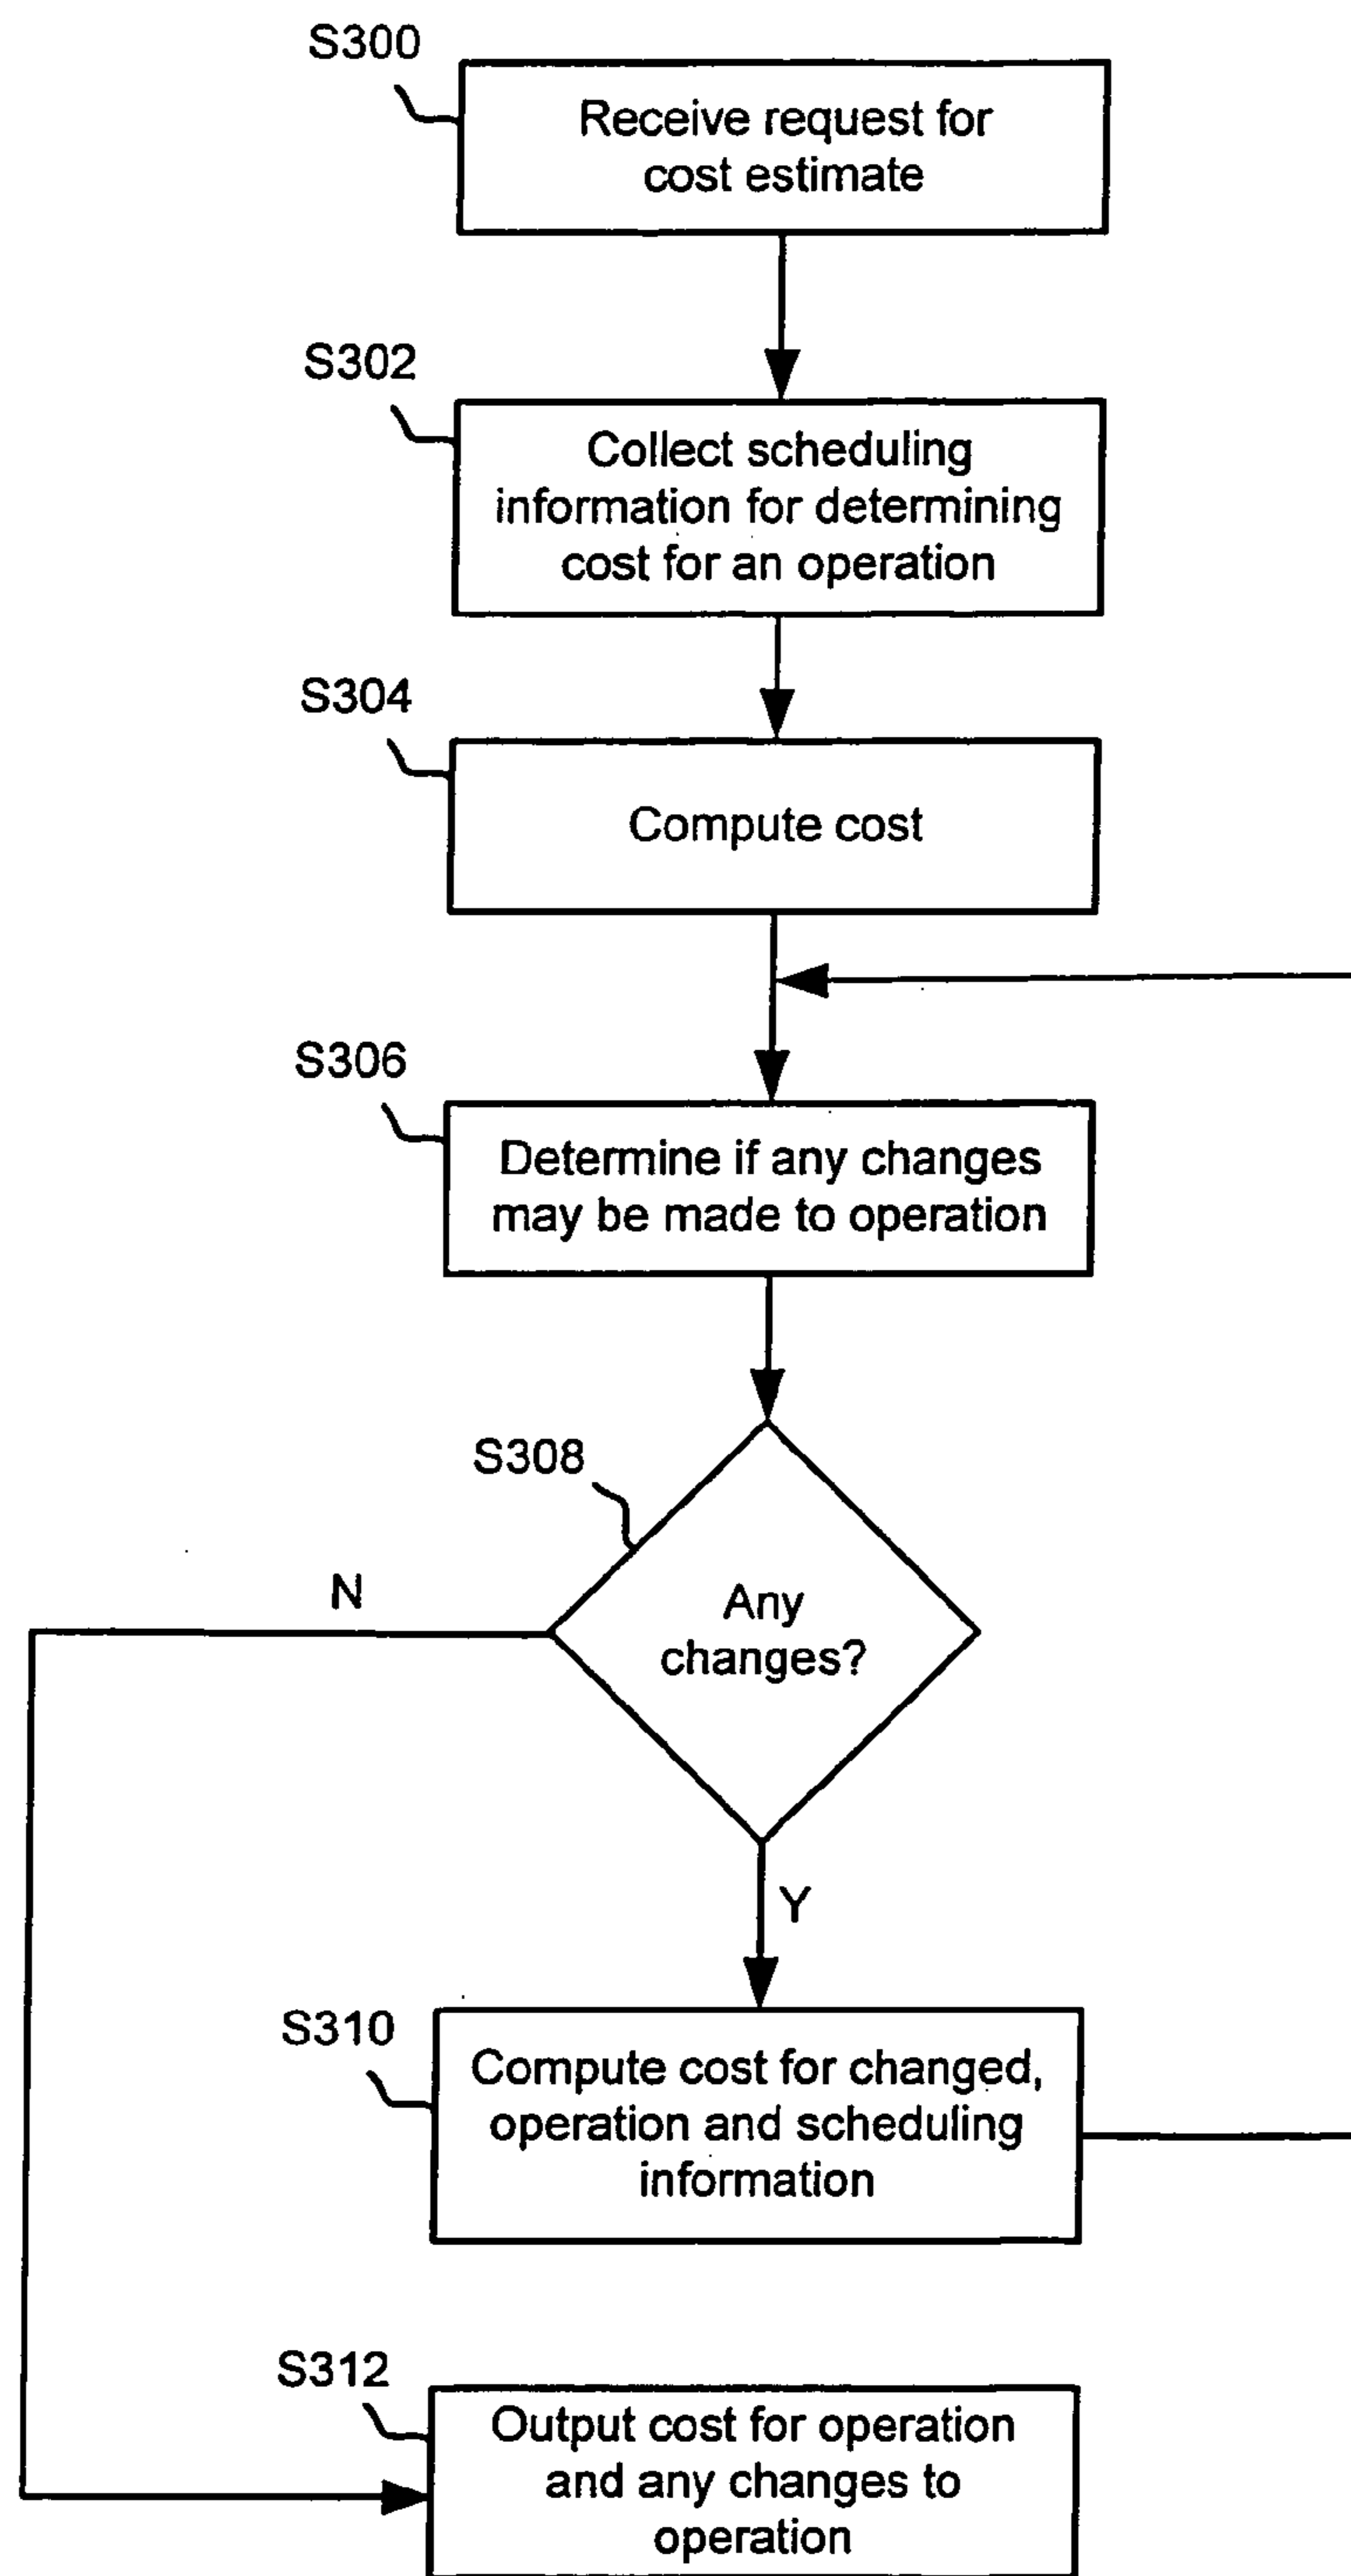 S300
Receive request for
cost estimate
S302
Collect scheduling
information for determining
cost for an operation
S304
Compute cost
S306
Determine if any changes
may be made to operation
S308
Any
changes?
N
Y
S310
Compute cost for changed,
operation and scheduling
information
S312
Output cost for operation
and any changes to
operation